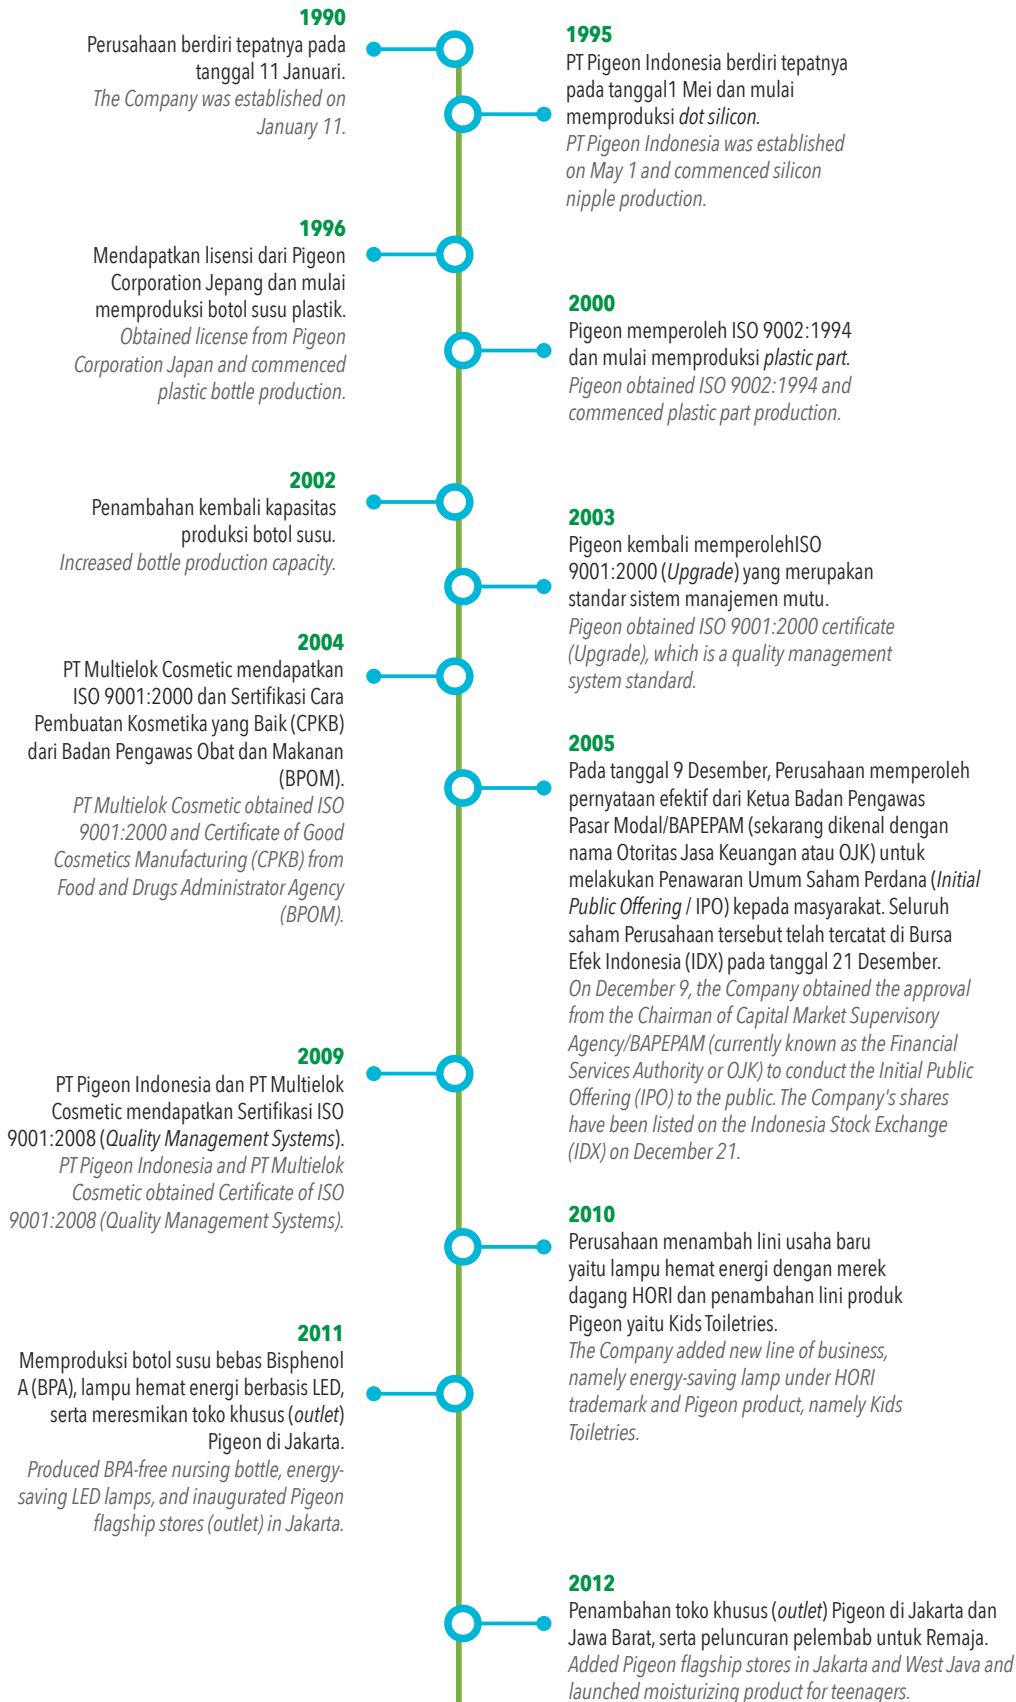 1990
Perusahaan berdiri tepatnya pada
tanggal 11 Januari.
The Company was established on
January 11.
1995
PT Pigeon Indonesia berdiri tepatnya
pada tanggal1 Mei dan mulai
memproduksi dot silicon.
PT Pigeon Indonesia was established
on May 1 and commenced silicon
nipple production.
1996
Mendapatkan lisensi dari Pigeon
Corporation Jepang dan mulai
memproduksi botol susu plastik.
Obtained license from Pigeon
Corporation Japan and commenced
plastic bottle production.
2000
Pigeon memperoleh ISO 9002:1994
dan mulai memproduksi plastic part.
Pigeon obtained ISO 9002:1994 and
commenced plastic part production.
2002
Penambahan kembali kapasitas
produksi botol susu.
Increased bottle production capacity.
2003
Pigeon kembali memperolehISO
9001:2000 (Upgrade) yang merupakan
standar sistem manajemen mutu.
Pigeon obtained ISO 9001:2000 certificate
(Upgrade), which is a quality management
system standard.
2004
PT Multielok Cosmetic mendapatkan
ISO 9001:2000 dan Sertifikasi Cara
Pembuatan Kosmetika yang Baik (CPKB)
dari Badan Pengawas Obat dan Makanan
(BPOM).
PT Multielok Cosmetic obtained ISO
9001:2000 and Certificate of Good
Cosmetics Manufacturing (CPKB) from
Food and Drugs Administrator Agency
(BPOM).
2005
Pada tanggal 9 Desember, Perusahaan memperoleh
pernyataan efektif dari Ketua Badan Pengawas
Pasar Modal/BAPEPAM (sekarang dikenal dengan
nama Otoritas Jasa Keuangan atau OJK) untuk
melakukan Penawaran Umum Saham Perdana (Initial
Public Offering / IPO) kepada masyarakat. Seluruh
saham Perusahaan tersebut telah tercatat di Bursa
Efek Indonesia (IDX) pada tanggal 21 Desember.
On December 9, the Company obtained the approval
from the Chairman of Capital Market Supervisory
Agency/BAPEPAM (currently known as the Financial
Services Authority or OJK) to conduct the Initial Public
Offering (IPO) to the public. The Company's shares
have been listed on the Indonesia Stock Exchange
(IDX) on December 21.
2009
PT Pigeon Indonesia dan PT Multielok
Cosmetic mendapatkan Sertifikasi ISO
9001:2008 (Quality Management Systems).
PT Pigeon Indonesia and PT Multielok
Cosmetic obtained Certificate of ISO
9001:2008 (Quality Management Systems).
2010
Perusahaan menambah lini usaha baru
yaitu lampu hemat energi dengan merek
dagang HORI dan penambahan lini produk
Pigeon yaitu Kids Toiletries.
The Company added new line of business,
namely energy-saving lamp under HORI
trademark and Pigeon product, namely Kids
Toiletries.
2011
Memproduksi botol susu bebas Bisphenol
A (BPA), lampu hemat energi berbasis LED,
serta meresmikan toko khusus (outlet)
Pigeon di Jakarta.
Produced BPA-free nursing bottle, energy-
saving LED lamps, and inaugurated Pigeon
flagship stores (outlet) in Jakarta.
2012
Penambahan toko khusus (outlet) Pigeon di Jakarta dan
Jawa Barat, serta peluncuran pelembab untuk Remaja.
Added Pigeon flagship stores in Jakarta and West Java and
launched moisturizing product for teenagers.